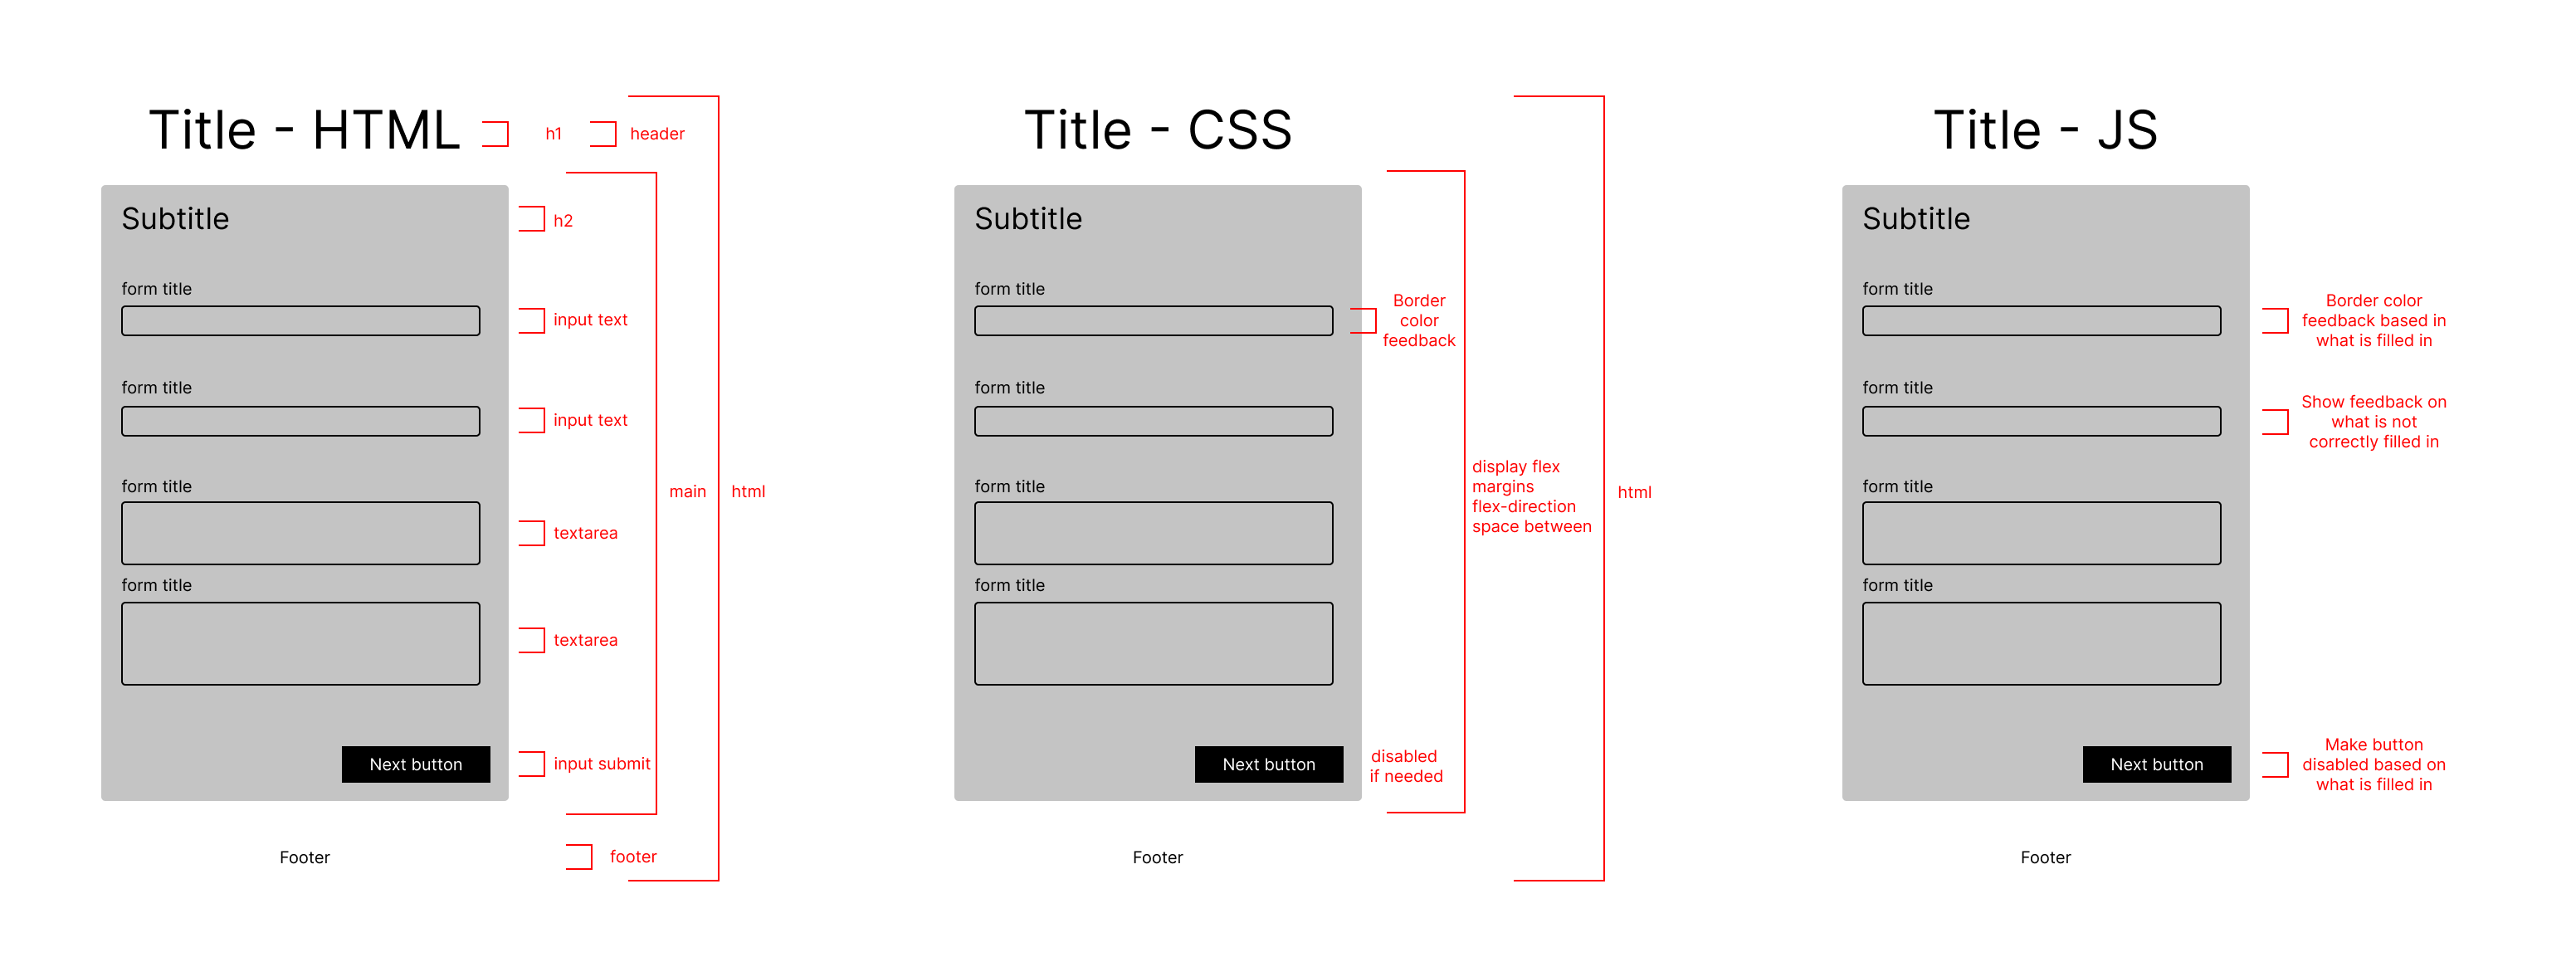 Title - HTML
h1
header
Subtitle
h2
form title
input text
form title
input text
form title
textarea
form title
textarea
Next button
input submit
main
html
Footer
footer
Title - CSS
Subtitle
form title
Border
color
feedback
form title
form title
form title
Next button
disabled
if needed
display flex
margins
flex-direction
space between
html
Footer
Title - JS
Subtitle
form title
Border color
feedback based in
what is filled in
form title
Show feedback on
what is not
correctly filled in
form title
form title
Next button
Make button
disabled based on
what is filled in
Footer